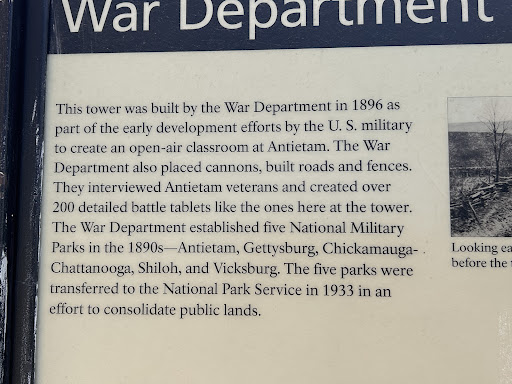 War Department
This tower was built by the War Department in 1896 as
part of the early development efforts by the U. S. military
to create an open-air classroom at Antietam. The War
Department also placed cannons, built roads and fences.
They interviewed Antietam veterans and created over
200 detailed battle tablets like the ones here at the tower.
The War Department established five National Military
Parks in the 1890s—Antietam, Gettysburg, Chickamauga-
Chattanooga, Shiloh, and Vicksburg. The five parks were
transferred to the National Park Service in 1933 in an
effort to consolidate public lands.
Looking ea
before the